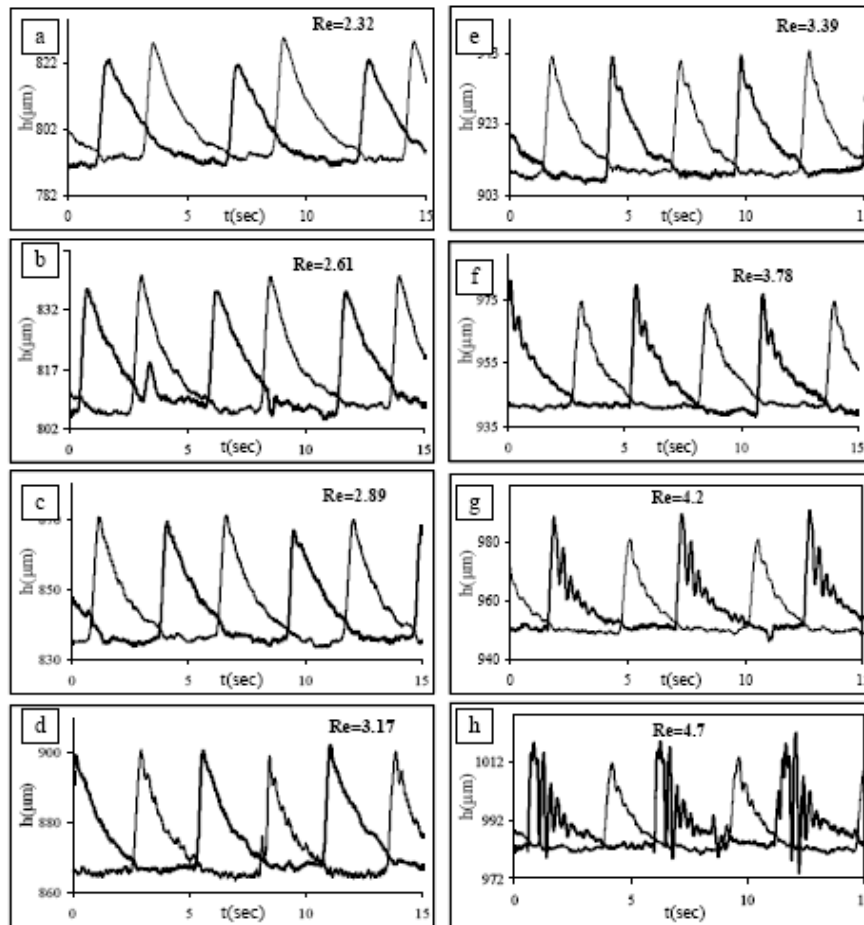 a
Re=2.32
822
802
782
h(μm)
0 5 t(sec) 10 15
b
Re=2.61
832
817
802
h(μm)
0 5 t(sec) 10 15
c
Re=2.89
850
830
h(μm)
0 5 t(sec) 10 15
d
Re=3.17
900
880
860
h(μm)
0 5 t(sec) 10 15
e
Re=3.39
923
903
h(μm)
0 5 t(sec) 10 15
f
Re=3.78
975
955
935
h(μm)
0 5 t(sec) 10 15
g
Re=4.2
980
960
940
h(μm)
0 5 t(sec) 10 15
h
Re=4.7
1012
992
972
h(μm)
0 5 t(sec) 10 15